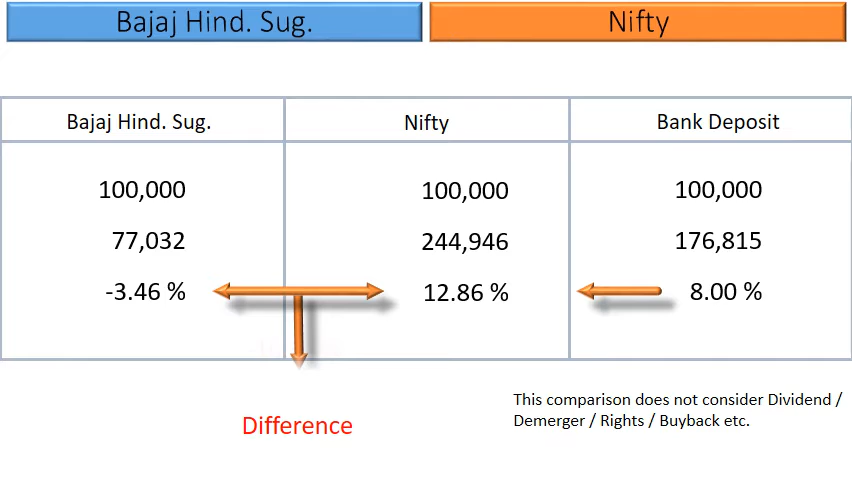 Bajaj Hind. Sug.
Nifty
Bajaj Hind. Sug.
Nifty
Bank Deposit
100,000
100,000
100,000
77,032
244,946
176,815
-3.46 %
12.86 %
8.00 %
Difference
This comparison does not consider Dividend /
Demerger / Rights / Buyback etc.